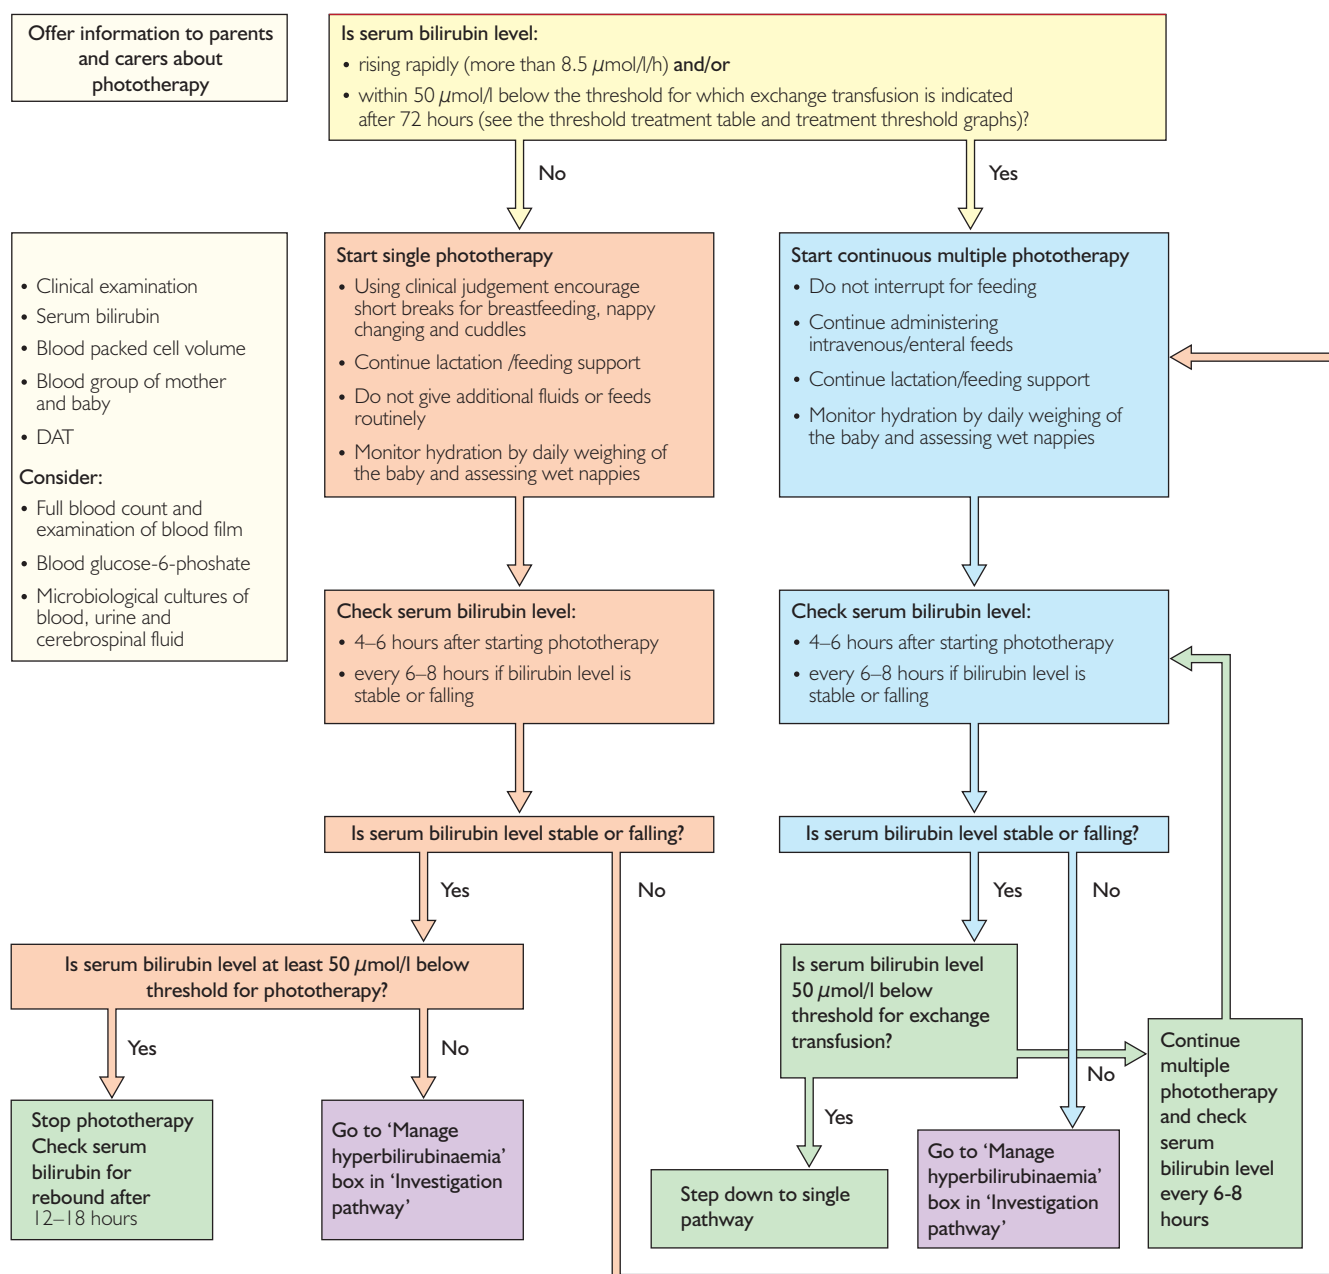 Offer information to parents
and carers about
phototherapy
Is serum bilirubin level:
• rising rapidly (more than 8.5 μmol/l/h) and/or
• within 50 μmol/l below the threshold for which exchange transfusion is indicated
after 72 hours (see the threshold treatment table and treatment threshold graphs)?
No
Yes
• Clinical examination
• Serum bilirubin
• Blood packed cell volume
• Blood group of mother
and baby
• DAT
Consider:
• Full blood count and
examination of blood film
• Blood glucose-6-phoshate
• Microbiological cultures of
blood, urine and
cerebrospinal fluid
Start single phototherapy
• Using clinical judgement encourage
short breaks for breastfeeding, nappy
changing and cuddles
• Continue lactation /feeding support
• Do not give additional fluids or feeds
routinely
• Monitor hydration by daily weighing of
the baby and assessing wet nappies
Start continuous multiple phototherapy
• Do not interrupt for feeding
• Continue administering
intravenous/enteral feeds
• Continue lactation/feeding support
• Monitor hydration by daily weighing of
the baby and assessing wet nappies
Check serum bilirubin level:
• 4–6 hours after starting phototherapy
• every 6–8 hours if bilirubin level is
stable or falling
Check serum bilirubin level:
• 4–6 hours after starting phototherapy
• every 6–8 hours if bilirubin level is
stable or falling
Is serum bilirubin level stable or falling?
Is serum bilirubin level stable or falling?
Yes
No
Yes
No
Is serum bilirubin level at least 50 μmol/l below
threshold for phototherapy?
Is serum bilirubin level
50 μmol/l below
threshold for exchange
transfusion?
Yes
No
No
Yes
Stop phototherapy
Check serum
bilirubin for
rebound after
12–18 hours
Go to ‘Manage
hyperbilirubinaemia’
box in ‘Investigation
pathway’
Step down to single
pathway
Go to ‘Manage
hyperbilirubinaemia’
box in ‘Investigation
pathway’
Continue
multiple
phototherapy
and check
serum
bilirubin level
every 6-8
hours